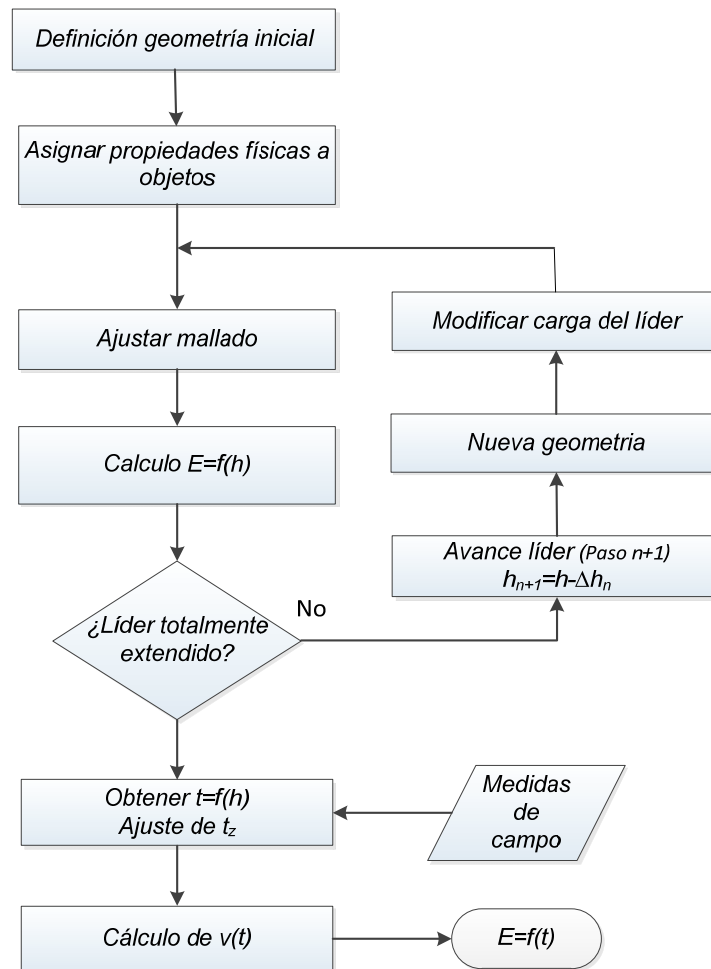 Definición geometría inicial
Asignar propiedades físicas a
objetos
Ajustar mallado
Calculo E=f(h)
¿Líder totalmente
extendido?
No
Avance líder (Paso n+1)
hn+1=h-Δhn
Nueva geometria
Modificar carga del líder
Obtener t=f(h)
Ajuste de tz
Medidas
de
campo
Cálculo de v(t)
E=f(t)